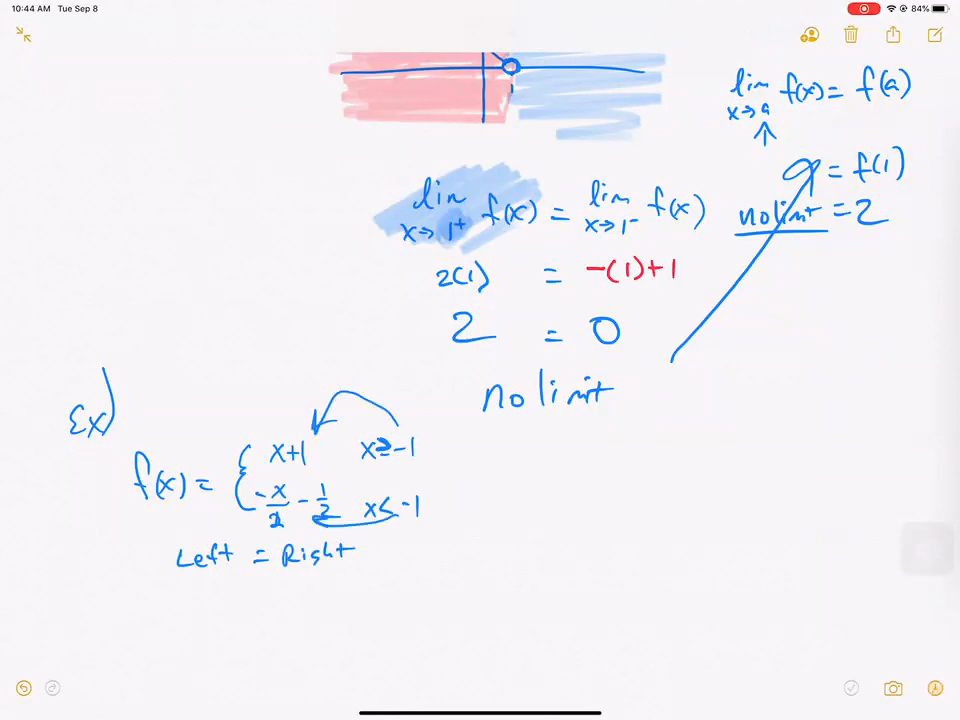 10:44 AM Tue Sep 8
84%
lim f(x) = f(a)
x→a
= f(1)
no limit = 2
lim f(x) = lim f(x)
x→1⁺ x→1⁻
2(1) = -(1)+1
2 = 0
no limit
Ex)
f(x) = { x+1 x≥-1
-x/2 - 1/2 x<-1
Left = Right